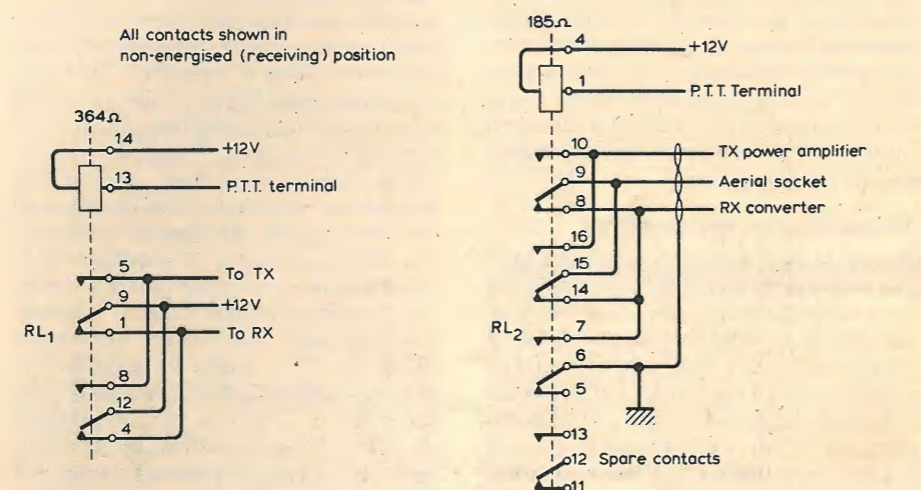 All contacts shown in
non-energised (receiving) position
364Ω
14
+12V
13
P.T.T. terminal
5
To TX
9
+12V
1
To RX
RL1
8
12
4
185Ω
4
+12V
1
P.T.T. Terminal
10
TX power amplifier
9
Aerial socket
8
RX converter
16
15
14
RL2
7
6
5
13
12 Spare contacts
11